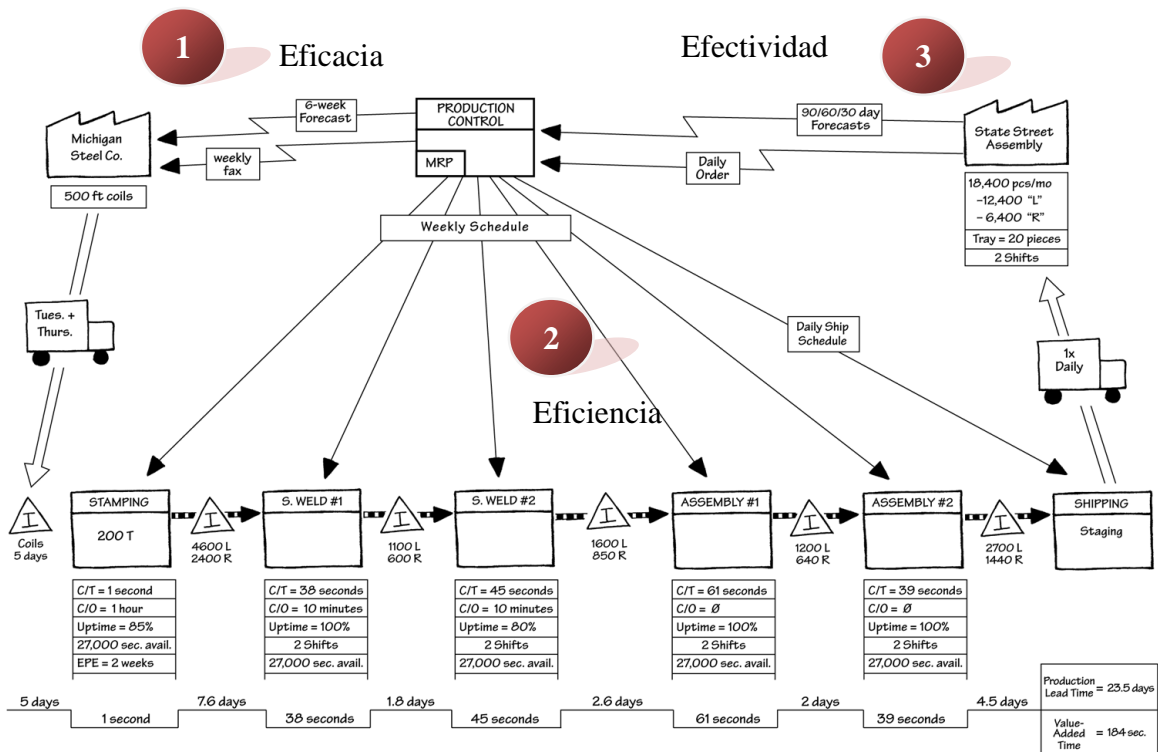 1
Eficacia
Efectividad
3
Michigan
Steel Co.
6-week
Forecast
weekly
fax
PRODUCTION
CONTROL
MRP
90/60/30 day
Forecasts
Daily
Order
State Street
Assembly
500 ft coils
18,400 pcs/mo
-12,400 "L"
- 6,400 "R"
Tray = 20 pieces
2 Shifts
Weekly Schedule
Tues. +
Thurs.
2
Eficiencia
Daily Ship
Schedule
1x
Daily
I
Coils
5 days
STAMPING
200 T
C/T = 1 second
C/O = 1 hour
Uptime = 85%
27,000 sec. avail.
EPE = 2 weeks
I
4600 L
2400 R
S. WELD #1
C/T = 38 seconds
C/O = 10 minutes
Uptime = 100%
2 Shifts
27,000 sec. avail.
I
1100 L
600 R
S. WELD #2
C/T = 45 seconds
C/O = 10 minutes
Uptime = 80%
2 Shifts
27,000 sec. avail.
I
1600 L
850 R
ASSEMBLY #1
C/T = 61 seconds
C/O = Ø
Uptime = 100%
2 Shifts
27,000 sec. avail.
I
1200 L
640 R
ASSEMBLY #2
C/T = 39 seconds
C/O = Ø
Uptime = 100%
2 Shifts
27,000 sec. avail.
I
2700 L
1440 R
SHIPPING
Staging
5 days
1 second
7.6 days
38 seconds
1.8 days
45 seconds
2.6 days
61 seconds
2 days
39 seconds
4.5 days
Production
Lead Time = 23.5 days
Value-
Added = 184 sec.
Time